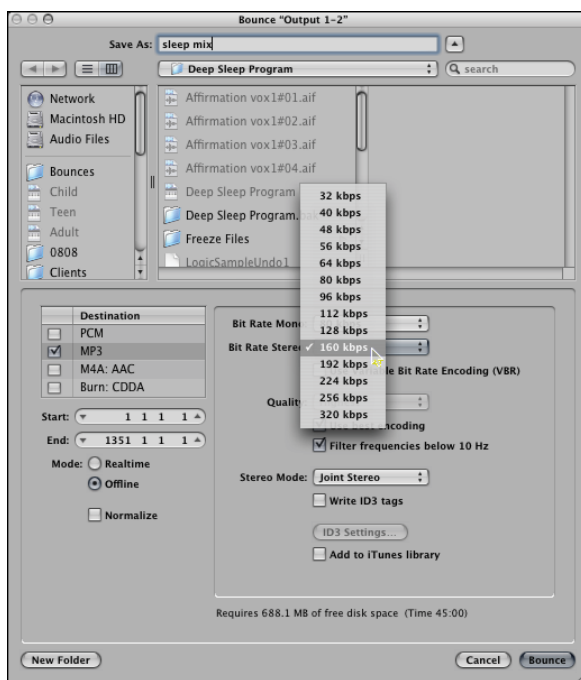 Bounce "Output 1-2"
Save As: sleep mix
Deep Sleep Program
search
Network
Macintosh HD
Audio Files
Bounces
Child
Teen
Adult
0808
Clients
Affirmation vox1#01.aif
Affirmation vox1#02.aif
Affirmation vox1#03.aif
Affirmation vox1#04.aif
Deep Sleep Program
Deep Sleep Program.
Freeze Files
LogicSampleUndo1
32 kbps
40 kbps
48 kbps
56 kbps
64 kbps
80 kbps
96 kbps
112 kbps
128 kbps
✓ 160 kbps
192 kbps
224 kbps
256 kbps
320 kbps
Destination
PCM
MP3
M4A: AAC
Burn: CDDA
Start: 1 1 1 1
End: 1351 1 1 1
Mode: Realtime
Offline
Normalize
Bit Rate Mono
Bit Rate Stereo
Bit Rate Encoding (VBR)
Quality
encoding
Filter frequencies below 10 Hz
Stereo Mode: Joint Stereo
Write ID3 tags
ID3 Settings...
Add to iTunes library
Requires 688.1 MB of free disk space (Time 45:00)
New Folder
Cancel
Bounce